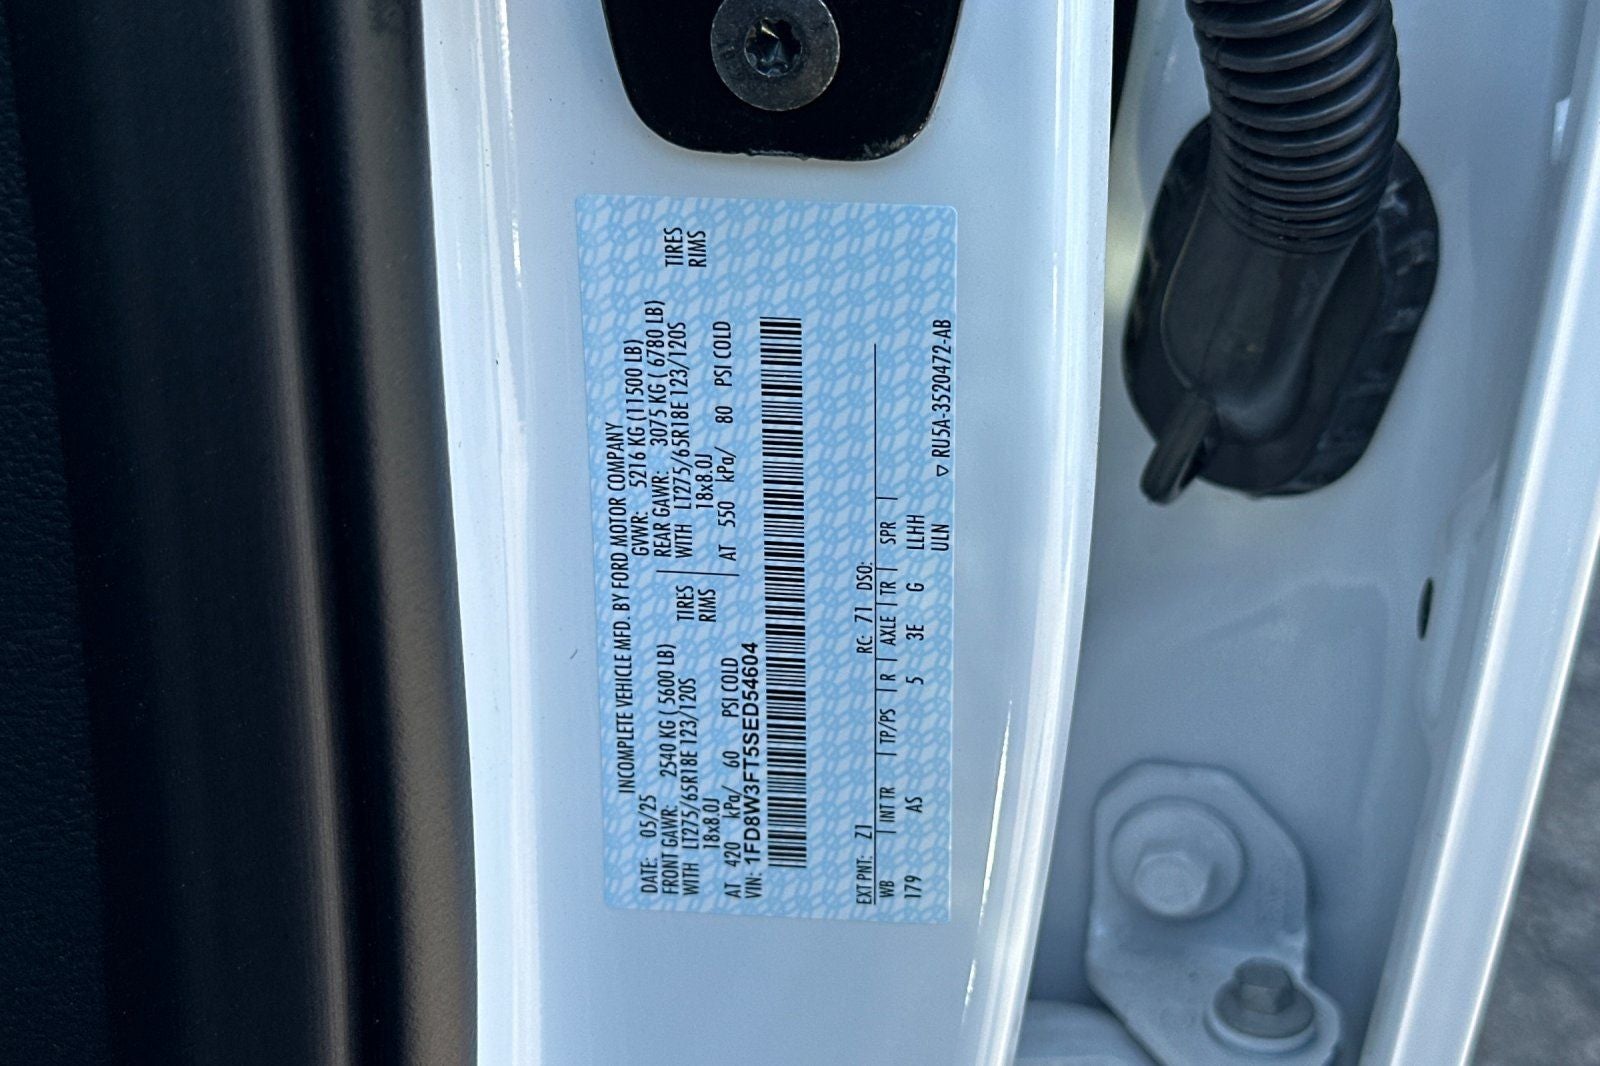 INCOMPLETE VEHICLE MFD. BY FORD MOTOR COMPANY
DATE: 05/25 GVWR: 5216 KG (11500 LB)
FRONT GAWR: 2540 KG ( 5600 LB) REAR GAWR: 3075 KG ( 6780 LB)
WITH LT275/65R18E 123/120S TIRES WITH LT275/65R18E 123/120S TIRES
18x8.0J RIMS 18x8.0J RIMS
AT 420 kPa/ 60 PSI COLD AT 550 kPa/ 80 PSI COLD
VIN: 1FD8W3FT5SED54604
EXT PNT: Z1 RC: 71 DSO:
WB INT TR TP/PS R AXLE TR SPR
179 AS 5 3E G LLHH
ULN ▽ RU5A-3520472-AB